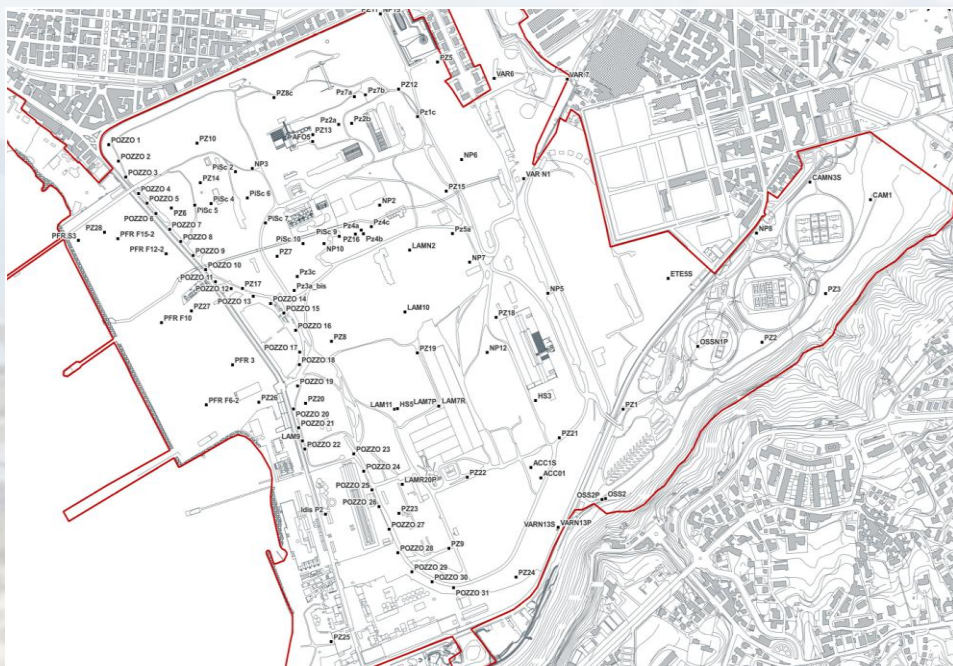 PZ11 NP13
PZ5
VAR6
VAR 7
PZ12
Pz7b
Pz7a
PZ8c
Pz1c
Pz2a
Pz2b
PZ13
AFO5
POZZO 1
PZ10
POZZO 2
NP6
NP3
PiSc 2
POZZO 3
VAR N1
CAMN3S
PZ14
POZZO 4
PZ15
PiSc 6
POZZO 5
PiSc 4
PiSc 5
NP2
CAM1
PZ6
POZZO 6
PiSc 7
POZZO 7
PZ28
Pz4c
PiSc 9
Pz4a
Pz5a
NP8
PFR S3
PFR F15-2
POZZO 8
PiSc 10
PZ16
Pz4b
NP10
LAMN2
PFR F12-2
POZZO 9
PZ7
NP7
POZZO 10
Pz3c
ETE5S
POZZO 11
POZZO 12
PZ17
Pz3a_bis
NP5
PZ3
POZZO 13
POZZO 14
PZ27
POZZO 15
LAM10
PFR F10
PZ18
POZZO 16
PZ8
PZ2
OSSN1P
POZZO 17
PZ19
NP12
PFR 3
POZZO 18
POZZO 19
PFR F6-2
PZ26
PZ20
LAM11
HS5
LAM7P
LAM7R
HS3
PZ1
POZZO 20
POZZO 21
LAM9
PZ21
POZZO 22
POZZO 23
ACC1S
POZZO 24
PZ22
ACC01
LAMR20P
POZZO 25
OSS2P
OSS2
POZZO 26
Idis P2
PZ23
POZZO 27
VARN13S
VARN13P
POZZO 28
PZ9
POZZO 29
PZ24
POZZO 30
POZZO 31
PZ25